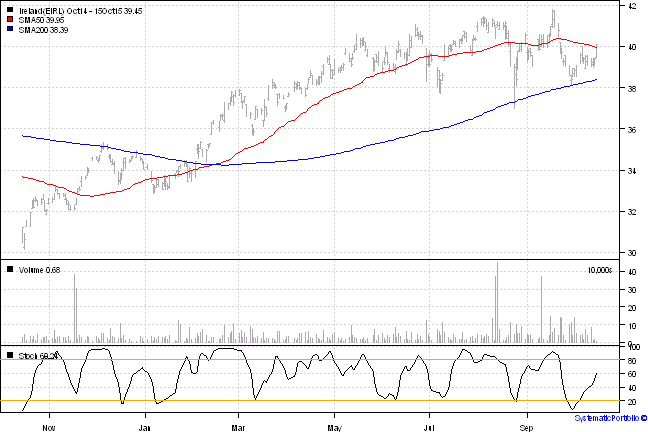 Ireland(EIRL) Oct14 - 15Oct15 39.45
SMA50 39.95
SMA200 38.39
42
40
38
36
34
32
30
Volume 0.68
10,000s
40
30
20
10
0
Stoch 60.24
100
80
60
40
20
Nov Jan Mar May Jul Sep
SystematicPortfolio ©